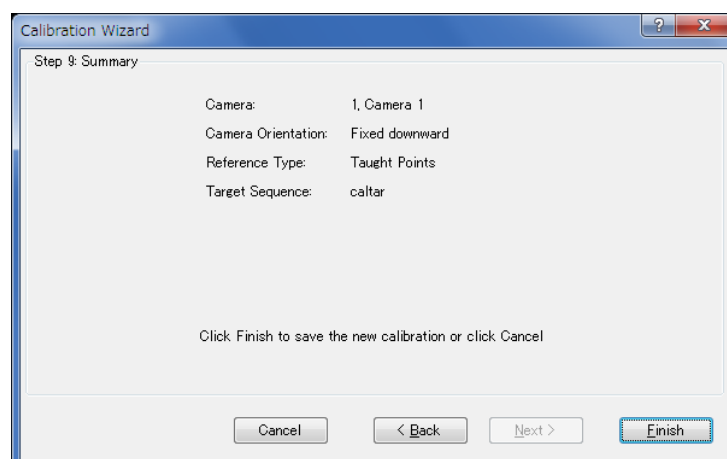 Calibration Wizard
?
X
Step 9: Summary
Camera: 1, Camera 1
Camera Orientation: Fixed downward
Reference Type: Taught Points
Target Sequence: caltar
Click Finish to save the new calibration or click Cancel
Cancel < Back Next > Finish